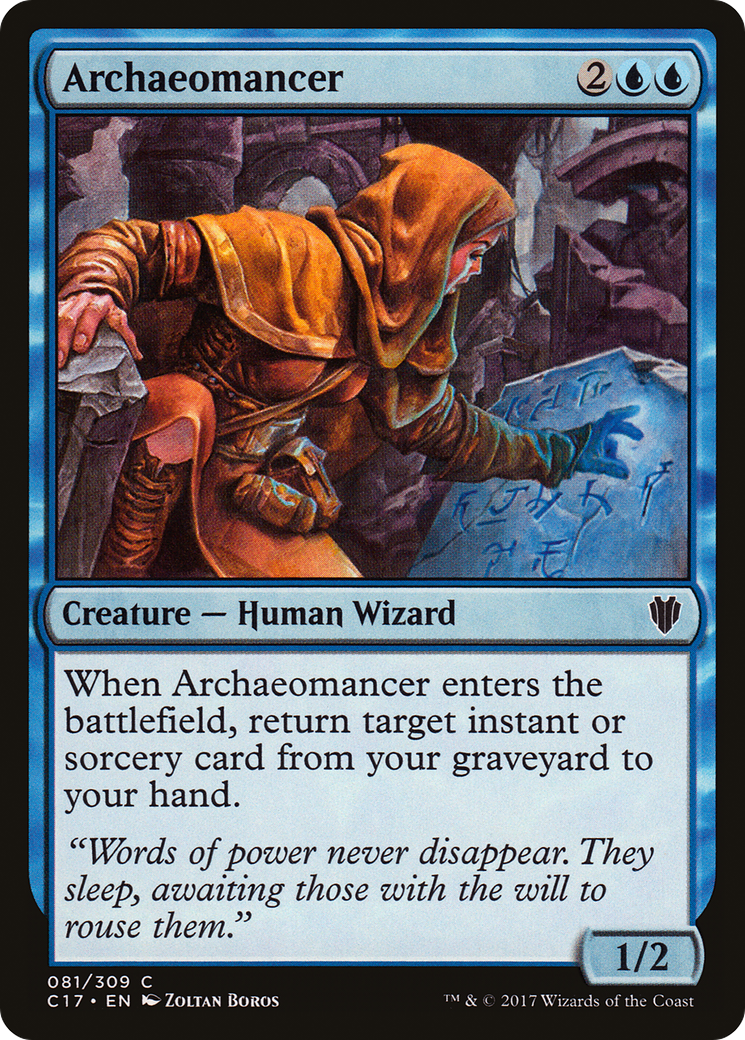 Archaeomancer 2
Creature — Human Wizard
When Archaeomancer enters the
battlefield, return target instant or
sorcery card from your graveyard to
your hand.
“Words of power never disappear. They
sleep, awaiting those with the will to
rouse them.”
1/2
081/309 C
C17 • EN Zoltan Boros
™ & © 2017 Wizards of the Coast